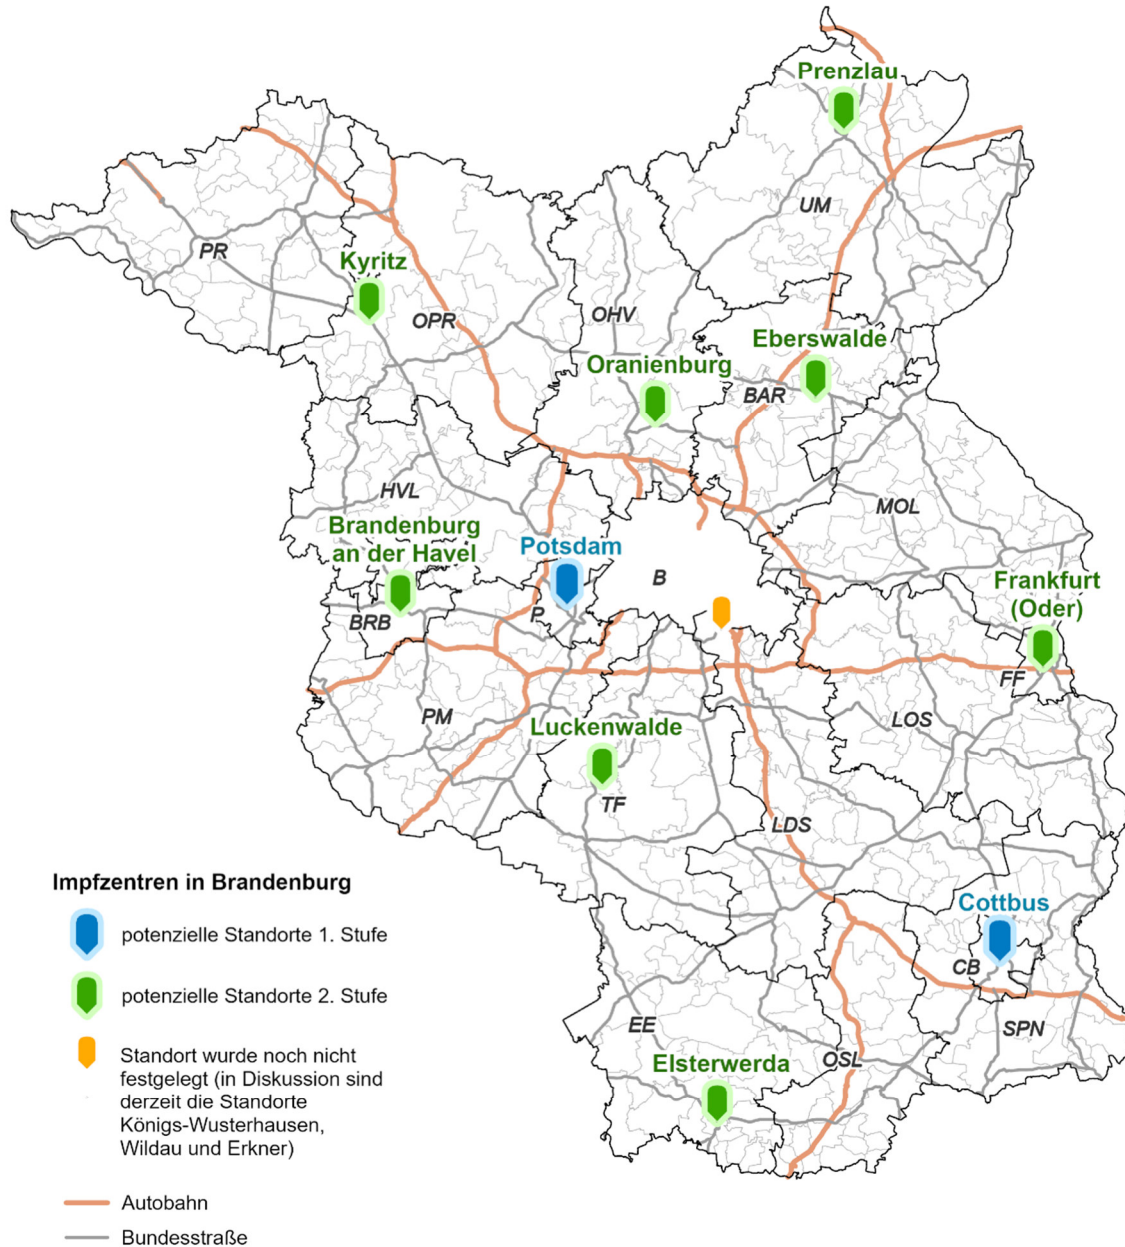 Prenzlau
UM
PR
Kyritz
OPR
OHV
Eberswalde
Oranienburg
BAR
HVL
MOL
Brandenburg
an der Havel
Potsdam
B
Frankfurt
(Oder)
BRB
P
FF
PM
LOS
Luckenwalde
TF
LDS
Impfzentren in Brandenburg
Cottbus
potenzielle Standorte 1. Stufe
CB
potenzielle Standorte 2. Stufe
EE
SPN
Standort wurde noch nicht
festgelegt (in Diskussion sind
derzeit die Standorte
Königs-Wusterhausen,
Wildau und Erkner)
Elsterwerda
OSL
Autobahn
Bundesstraße